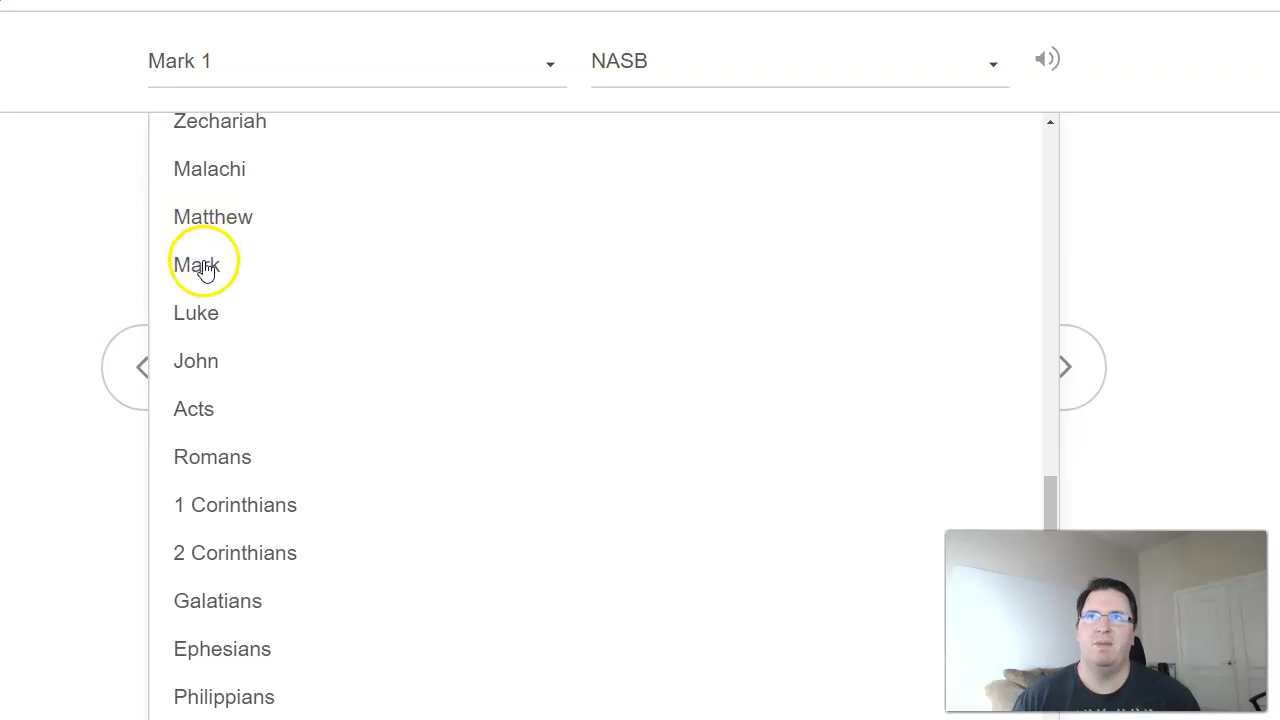 Mark 1
NASB
Zechariah
Malachi
Matthew
Mark
Luke
John
Acts
Romans
1 Corinthians
2 Corinthians
Galatians
Ephesians
Philippians